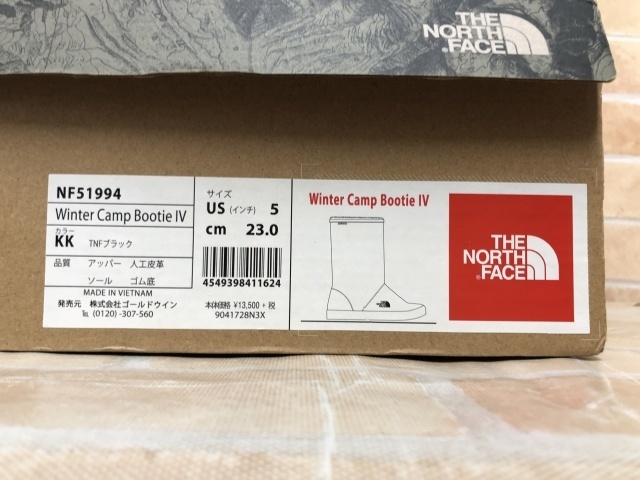 THE
NORTH
FACE
NF51994
Winter Camp Bootie IV
カラー
KK TNFブラック
品質 アッパー 人工皮革
ソール ゴム底
MADE IN VIETNAM
発売元 株式会社ゴールドウイン
℡ (0120) -307-560
サイズ
US (インチ) 5
cm 23.0
4549398411624
本体価格 ¥13,500 + 税
9041728N3X
Winter Camp Bootie IV
THE
NORTH
FACE